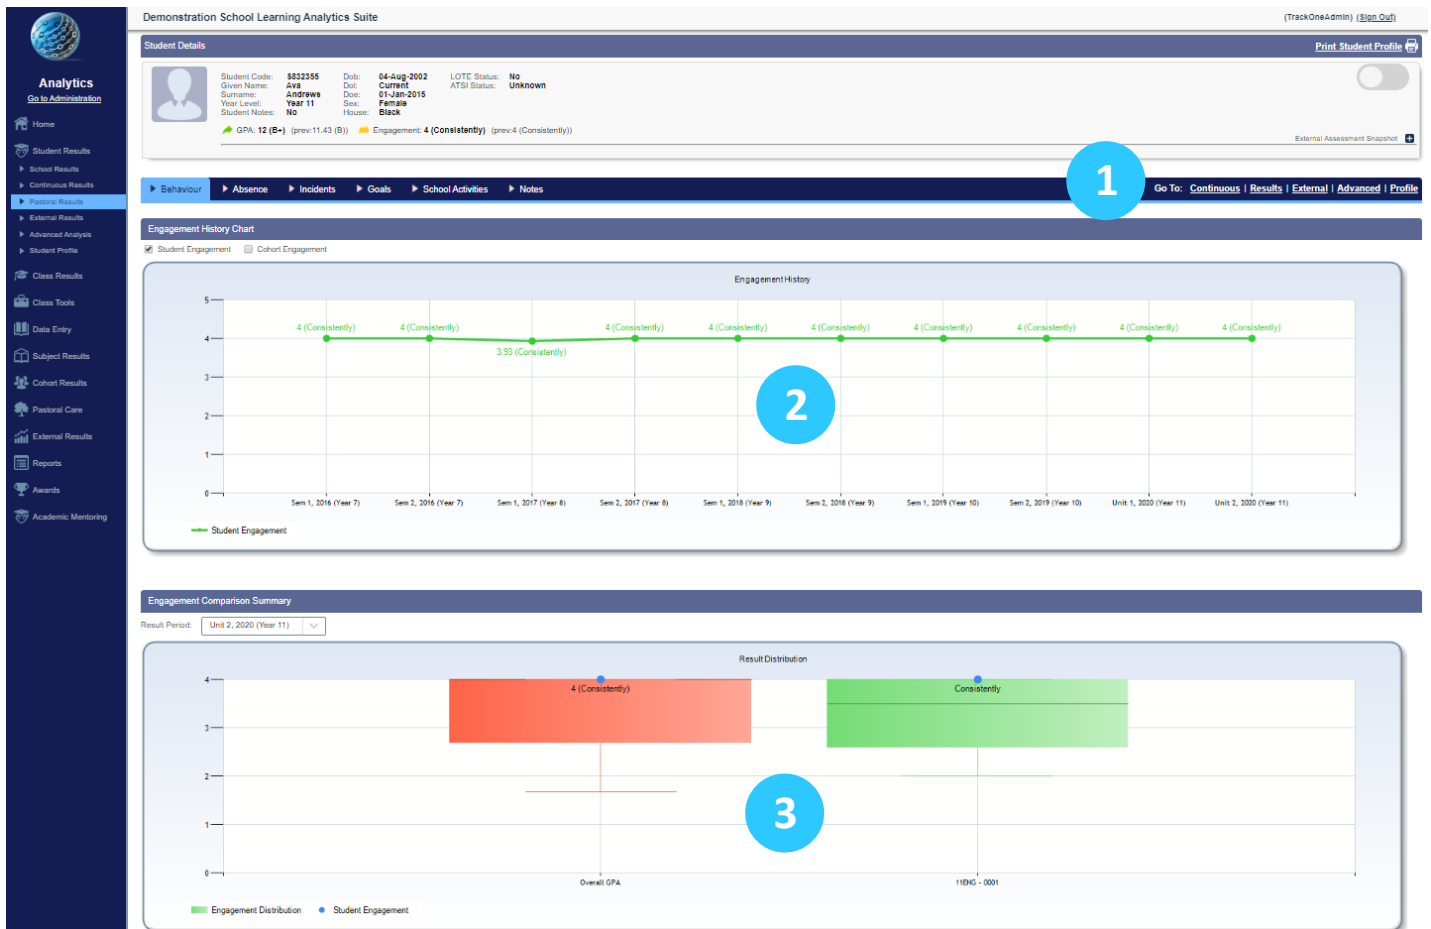 Demonstration School Learning Analytics Suite
(TrackOneAdmin) (Sign Out)
Analytics
Go to Administration
Home
Student Results
School Results
Continuous Results
Pastoral Results
External Results
Advanced Analysis
Student Profile
Class Results
Class Tools
Data Entry
Subject Results
Cohort Results
Pastoral Care
External Results
Reports
Awards
Academic Mentoring
Student Details
Print Student Profile
Student Code: S832355 Dob: 04-Aug-2002 LOTE Status: No
Given Name: Ava Dol: Current ATSI Status: Unknown
Surname: Andrews Doe: 01-Jan-2015
Year Level: Year 11 Sex: Female
Student Notes: No House: Black
GPA: 12 (B+) (prev:11.43 (B)) Engagement: 4 (Consistently) (prev:4 (Consistently))
External Assessment Snapshot
Behaviour Absence Incidents Goals School Activities Notes
1
Go To: Continuous | Results | External | Advanced | Profile
Engagement History Chart
Student Engagement Cohort Engagement
Engagement History
5
4 (Consistently) 4 (Consistently) 4 (Consistently) 4 (Consistently) 4 (Consistently) 4 (Consistently) 4 (Consistently) 4 (Consistently) 4 (Consistently)
4
3.93 (Consistently)
3
2
2
1
0
Sem 1, 2016 (Year 7) Sem 2, 2016 (Year 7) Sem 1, 2017 (Year 8) Sem 2, 2017 (Year 8) Sem 1, 2018 (Year 9) Sem 2, 2018 (Year 9) Sem 1, 2019 (Year 10) Sem 2, 2019 (Year 10) Unit 1, 2020 (Year 11) Unit 2, 2020 (Year 11)
Student Engagement
Engagement Comparison Summary
Result Period: Unit 2, 2020 (Year 11)
Result Distribution
4
4 (Consistently) Consistently
3
2
3
1
0
Overall GPA 11ENG - 0001
Engagement Distribution Student Engagement